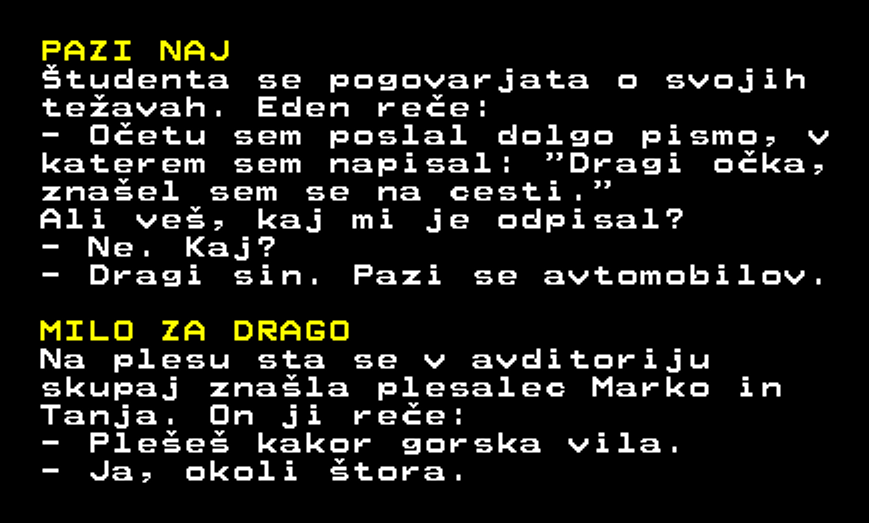 PAZI NAJ
Študenta se pogovarjata o svojih
težavah. Eden reče:
- Očetu sem poslal dolgo pismo, v
katerem sem napisal: "Dragi očka,
znašel sem se na cesti."
Ali veš, kaj mi je odpisal?
- Ne. Kaj?
- Dragi sin. Pazi se avtomobilov.
MILO ZA DRAGO
Na plesu sta se v avditoriju
skupaj znašla plesalec Marko in
Tanja. On ji reče:
- Plešeš kakor gorska vila.
- Ja, okoli štora.